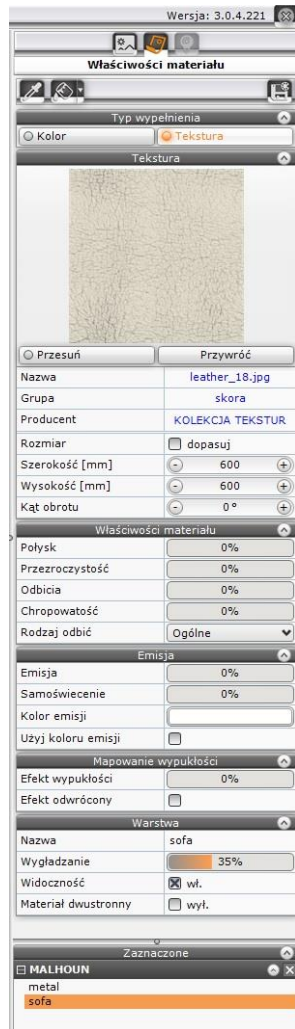 Wersja: 3.0.4.221
Właściwości materiału
Typ wypełnienia
Kolor Tekstura
Tekstura
Przesuń Przywróć
Nazwa leather_18.jpg
Grupa skora
Producent KOLEKCJA TEKSTUR
Rozmiar dopasuj
Szerokość [mm] - 600 +
Wysokość [mm] - 600 +
Kąt obrotu - 0 ° +
Właściwości materiału
Połysk 0%
Przezroczystość 0%
Odbicia 0%
Chropowatość 0%
Rodzaj odbić Ogólne
Emisja
Emisja 0%
Samoświecenie 0%
Kolor emisji
Użyj koloru emisji
Mapowanie wypukłości
Efekt wypukłości 0%
Efekt odwrócony
Warstwa
Nazwa sofa
Wygładzanie 35%
Widoczność wł.
Materiał dwustronny wył.
Zaznaczone
MALHOUN
metal
sofa